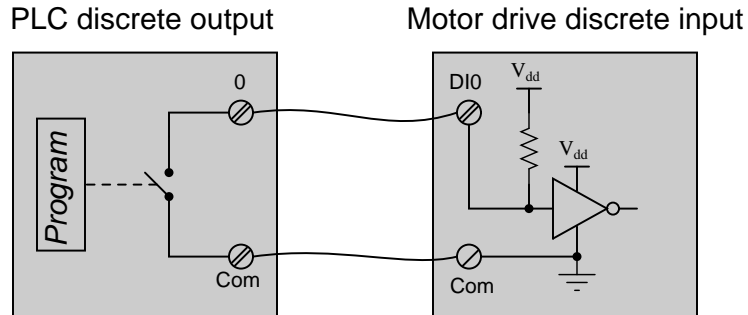 PLC discrete output
Motor drive discrete input
0
Program
Com
DI0
Vdd
Vdd
Com